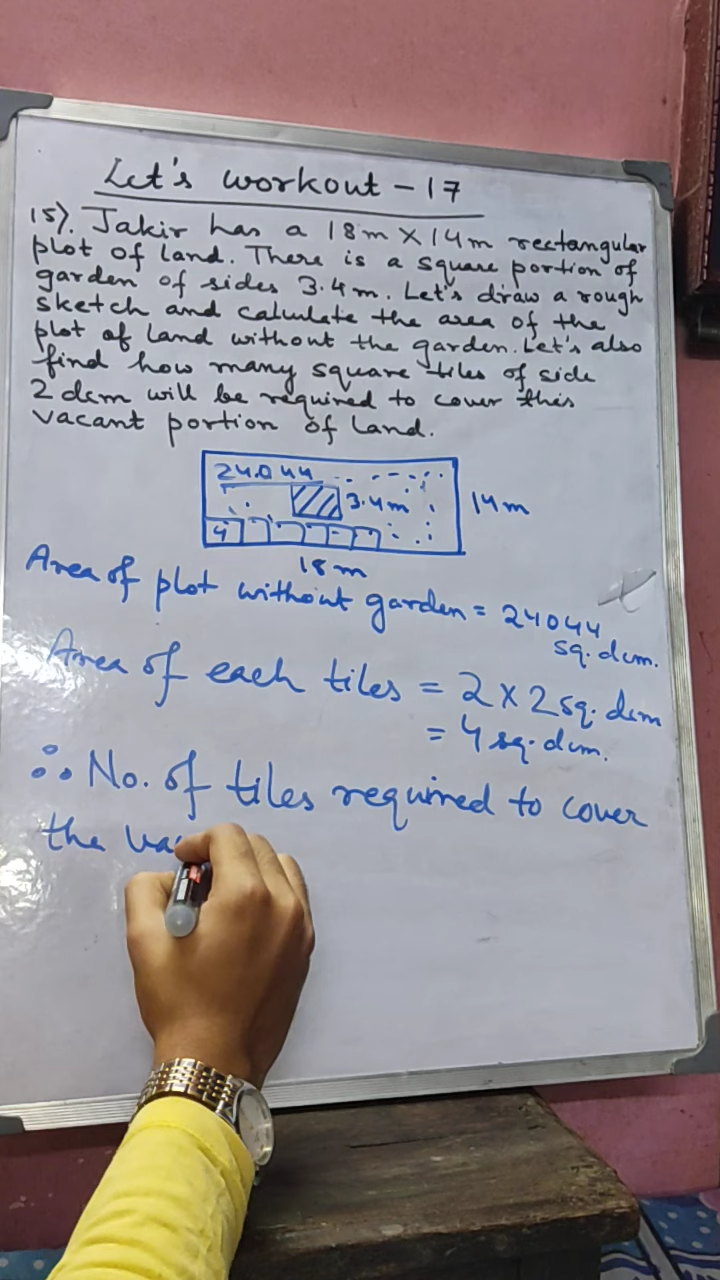 Let's workout - 17
15). Jakir has a 18m X 14m rectangular
plot of land. There is a square portion of
garden of sides 3.4m. Let's draw a rough
sketch and calculate the area of the
plot of land without the garden. Let's also
find how many square tiles of side
2 dcm will be required to cover this
vacant portion of land.
24.044
3.4m
14m
4
18m
Area of plot without garden = 24044
sq. dcm.
Area of each tiles = 2 X 2 sq. dcm
= 4 sq. dcm.
∴ No. of tiles required to cover
the va